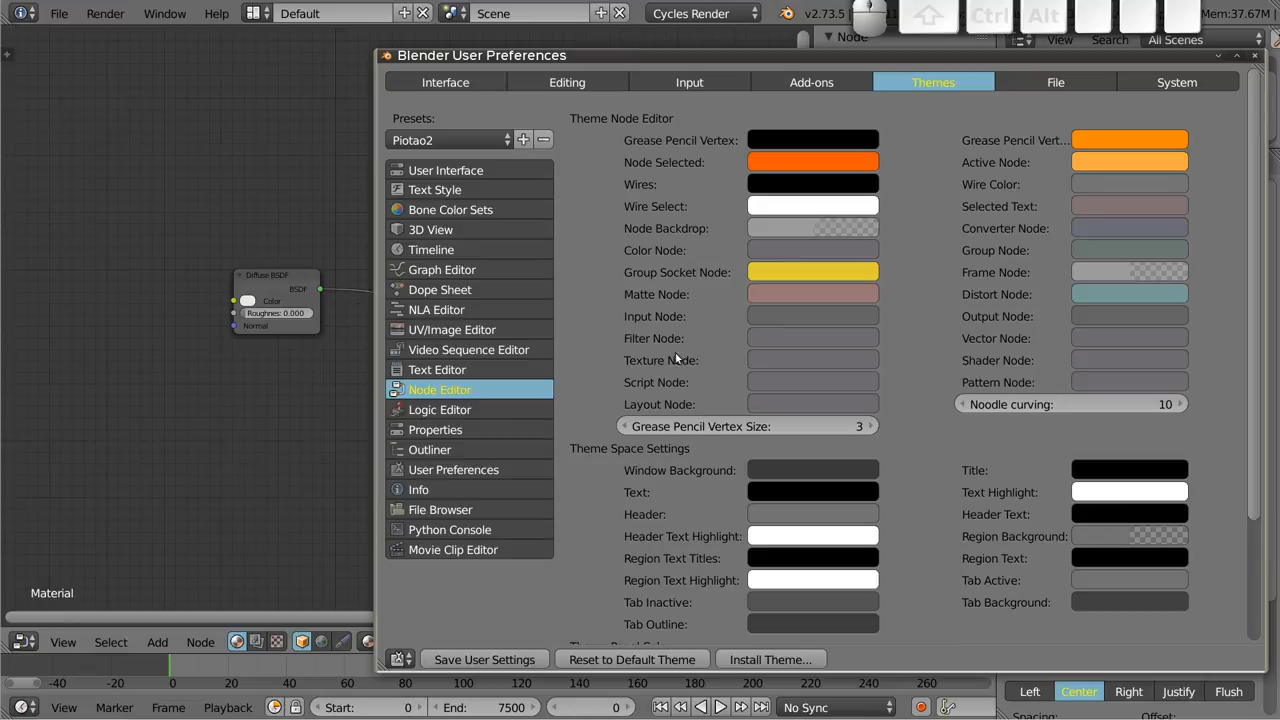 File Render Window Help Default Scene Cycles Render v2.73.5 Mem:37.67M
Ctrl Alt
Node View Search All Scenes
Blender User Preferences
Interface Editing Input Add-ons Themes File System
Presets:
Piotao2
User Interface
Text Style
Bone Color Sets
3D View
Timeline
Graph Editor
Dope Sheet
NLA Editor
UV/Image Editor
Video Sequence Editor
Text Editor
Node Editor
Logic Editor
Properties
Outliner
User Preferences
Info
File Browser
Python Console
Movie Clip Editor
Theme Node Editor
Grease Pencil Vertex: Grease Pencil Vert...
Node Selected: Active Node:
Wires: Wire Color:
Wire Select: Selected Text:
Node Backdrop: Converter Node:
Color Node: Group Node:
Group Socket Node: Frame Node:
Matte Node: Distort Node:
Input Node: Output Node:
Filter Node: Vector Node:
Texture Node: Shader Node:
Script Node: Pattern Node:
Layout Node: Noodle curving: 10
Grease Pencil Vertex Size: 3
Theme Space Settings
Window Background: Title:
Text: Text Highlight:
Header: Header Text:
Header Text Highlight: Region Background:
Region Text Titles: Region Text:
Region Text Highlight: Tab Active:
Tab Inactive: Tab Background:
Tab Outline:
Save User Settings Reset to Default Theme Install Theme...
Diffuse BSDF
BSDF
Color
Roughnes: 0.000
Normal
Material
View Select Add Node
-40 -20 0 20 40 60 80 100 120 140 160 180 200 220 240 260
View Marker Frame Playback Start: 0 End: 7500 0 No Sync
Left Center Right Justify Flush